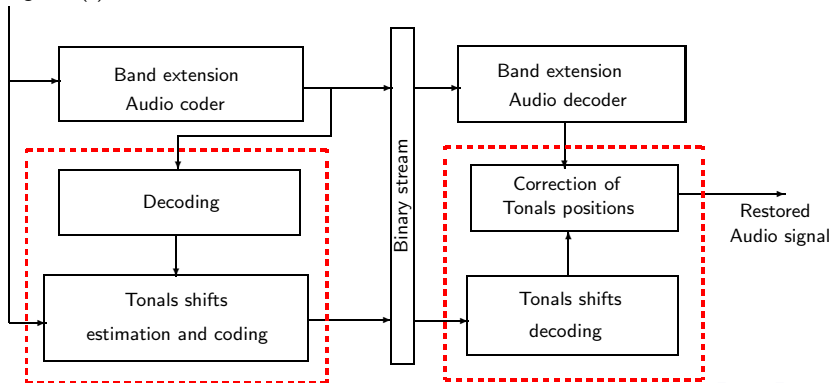 Band extension
Audio coder
Decoding
Tonals shifts
estimation and coding
Binary stream
Band extension
Audio decoder
Correction of
Tonals positions
Tonals shifts
decoding
Restored
Audio signal